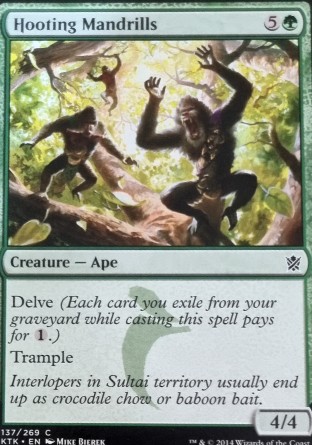 Hooting Mandrills 5
Creature — Ape
Delve (Each card you exile from your
graveyard while casting this spell pays
for 1.)
Trample
Interlopers in Sultai territory usually end
up as crocodile chow or baboon bait.
4/4
137/269 C
KTK • EN Mike Bierek ™ & © 2014 Wizards of the Coast